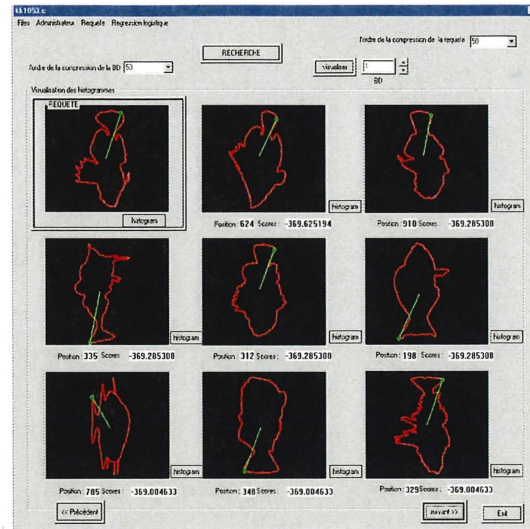 kk1053.c
Files Administrateur Requete Regression logistique
l'ordre de la compression de la requete 50
RECHERCHE
l'ordre de la compression de la BD 50
visualiser 1
BD
Visualisation des histogrammes
REQUETE
histogram
histogram
histogram
Position : 624 Scores : -369.625194
Position : 910 Scores : -369.285308
histogram
histogram
histogram
Position : 335 Scores : -369.285308
Position : 312 Scores : -369.285308
Position : 198 Scores : -369.285308
histogram
histogram
histogram
Position : 785 Scores : -369.004633
Position : 348 Scores : -369.004633
Position : 329 Scores : -369.004633
<< Précédent
suivant >>
Exit